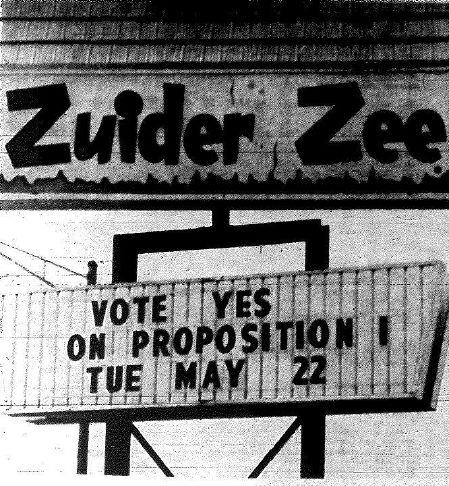 Zuider Zee
VOTE YES
ON PROPOSITION I
TUE MAY 22